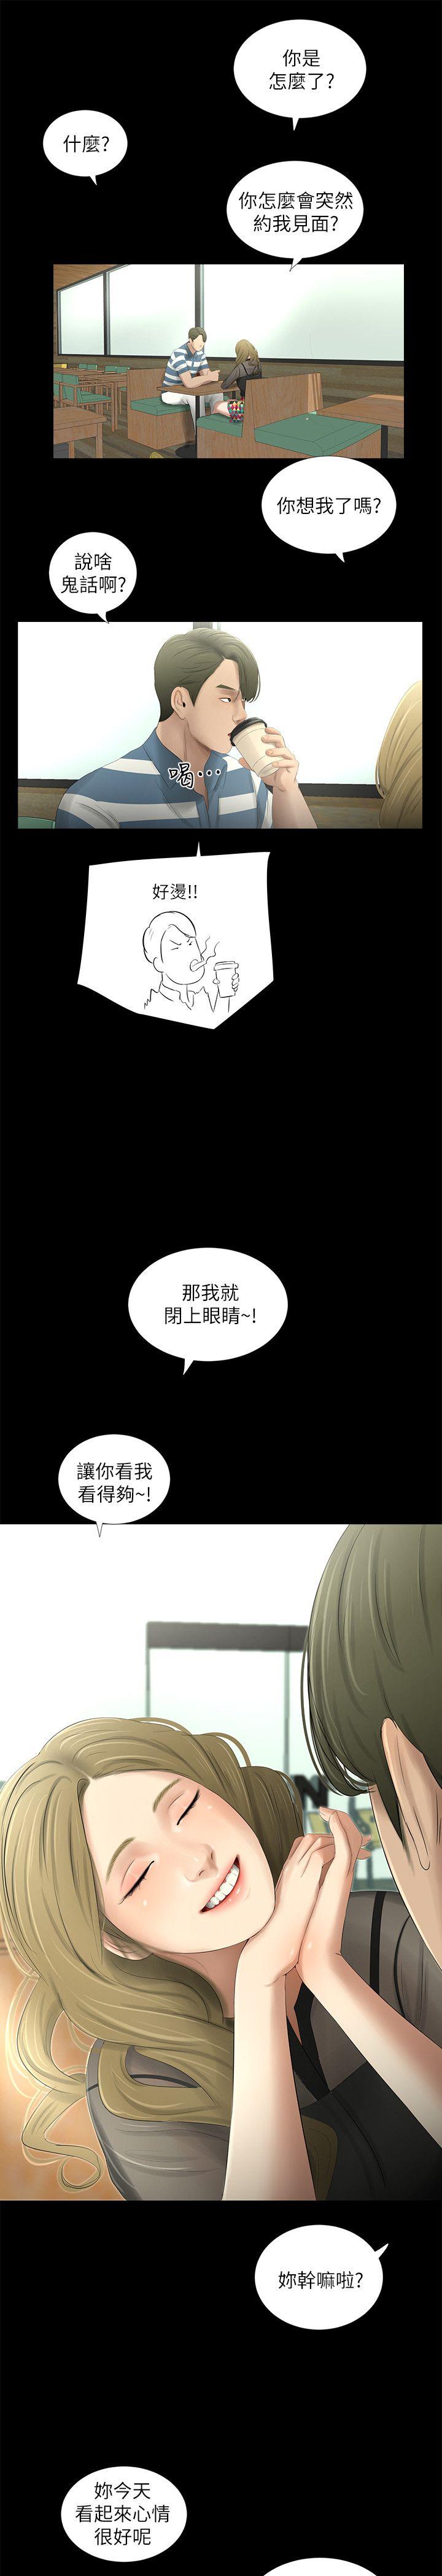 你是
怎麼了?
什麼?
你怎麼會突然
約我見面?
你想我了嗎?
說啥
鬼話啊?
喝…
好燙!!
那我就
閉上眼睛~!
讓你看我
看得夠~!
妳幹嘛啦?
妳今天
看起來心情
很好呢